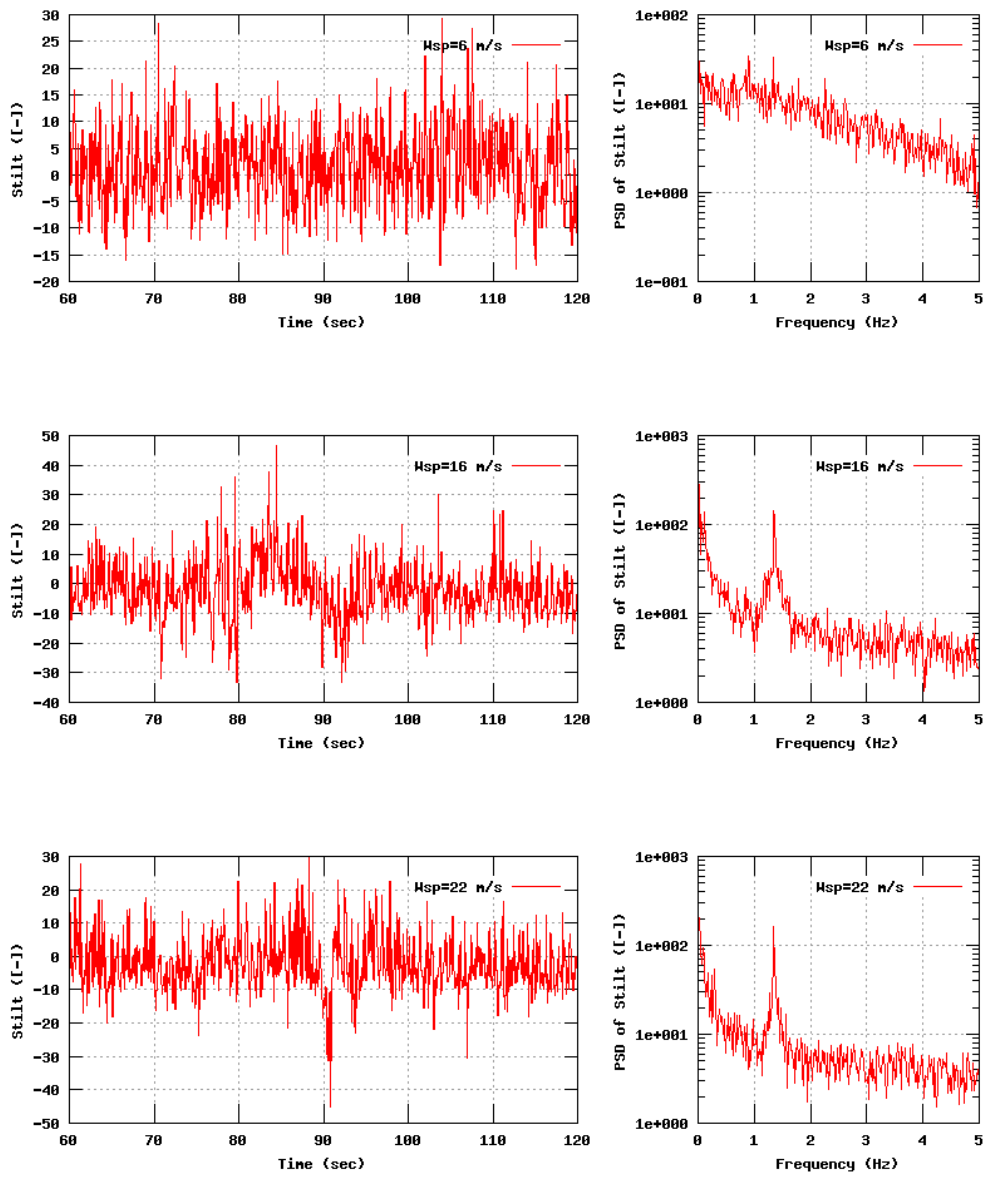 Wsp=6 m/s
30
25
20
15
10
5
0
-5
-10
-15
-20
Stilt ([-])
60 70 80 90 100 110 120
Time (sec)
Wsp=6 m/s
1e+002
1e+001
1e+000
1e-001
PSD of Stilt ([-])
0 1 2 3 4 5
Frequency (Hz)
Wsp=16 m/s
50
40
30
20
10
0
-10
-20
-30
-40
Stilt ([-])
60 70 80 90 100 110 120
Time (sec)
Wsp=16 m/s
1e+003
1e+002
1e+001
1e+000
PSD of Stilt ([-])
0 1 2 3 4 5
Frequency (Hz)
Wsp=22 m/s
30
20
10
0
-10
-20
-30
-40
-50
Stilt ([-])
60 70 80 90 100 110 120
Time (sec)
Wsp=22 m/s
1e+003
1e+002
1e+001
1e+000
PSD of Stilt ([-])
0 1 2 3 4 5
Frequency (Hz)